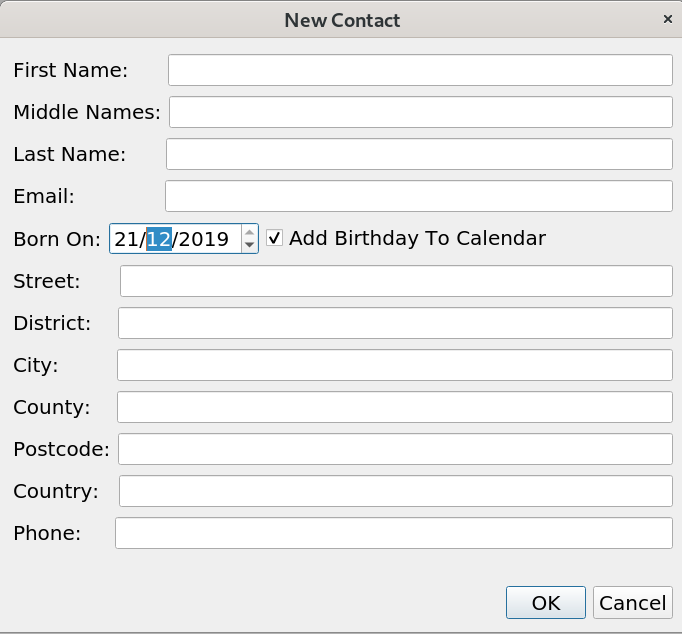 New Contact ×
First Name:
Middle Names:
Last Name:
Email:
Born On: 21/12/2019 Add Birthday To Calendar
Street:
District:
City:
County:
Postcode:
Country:
Phone:
OK Cancel